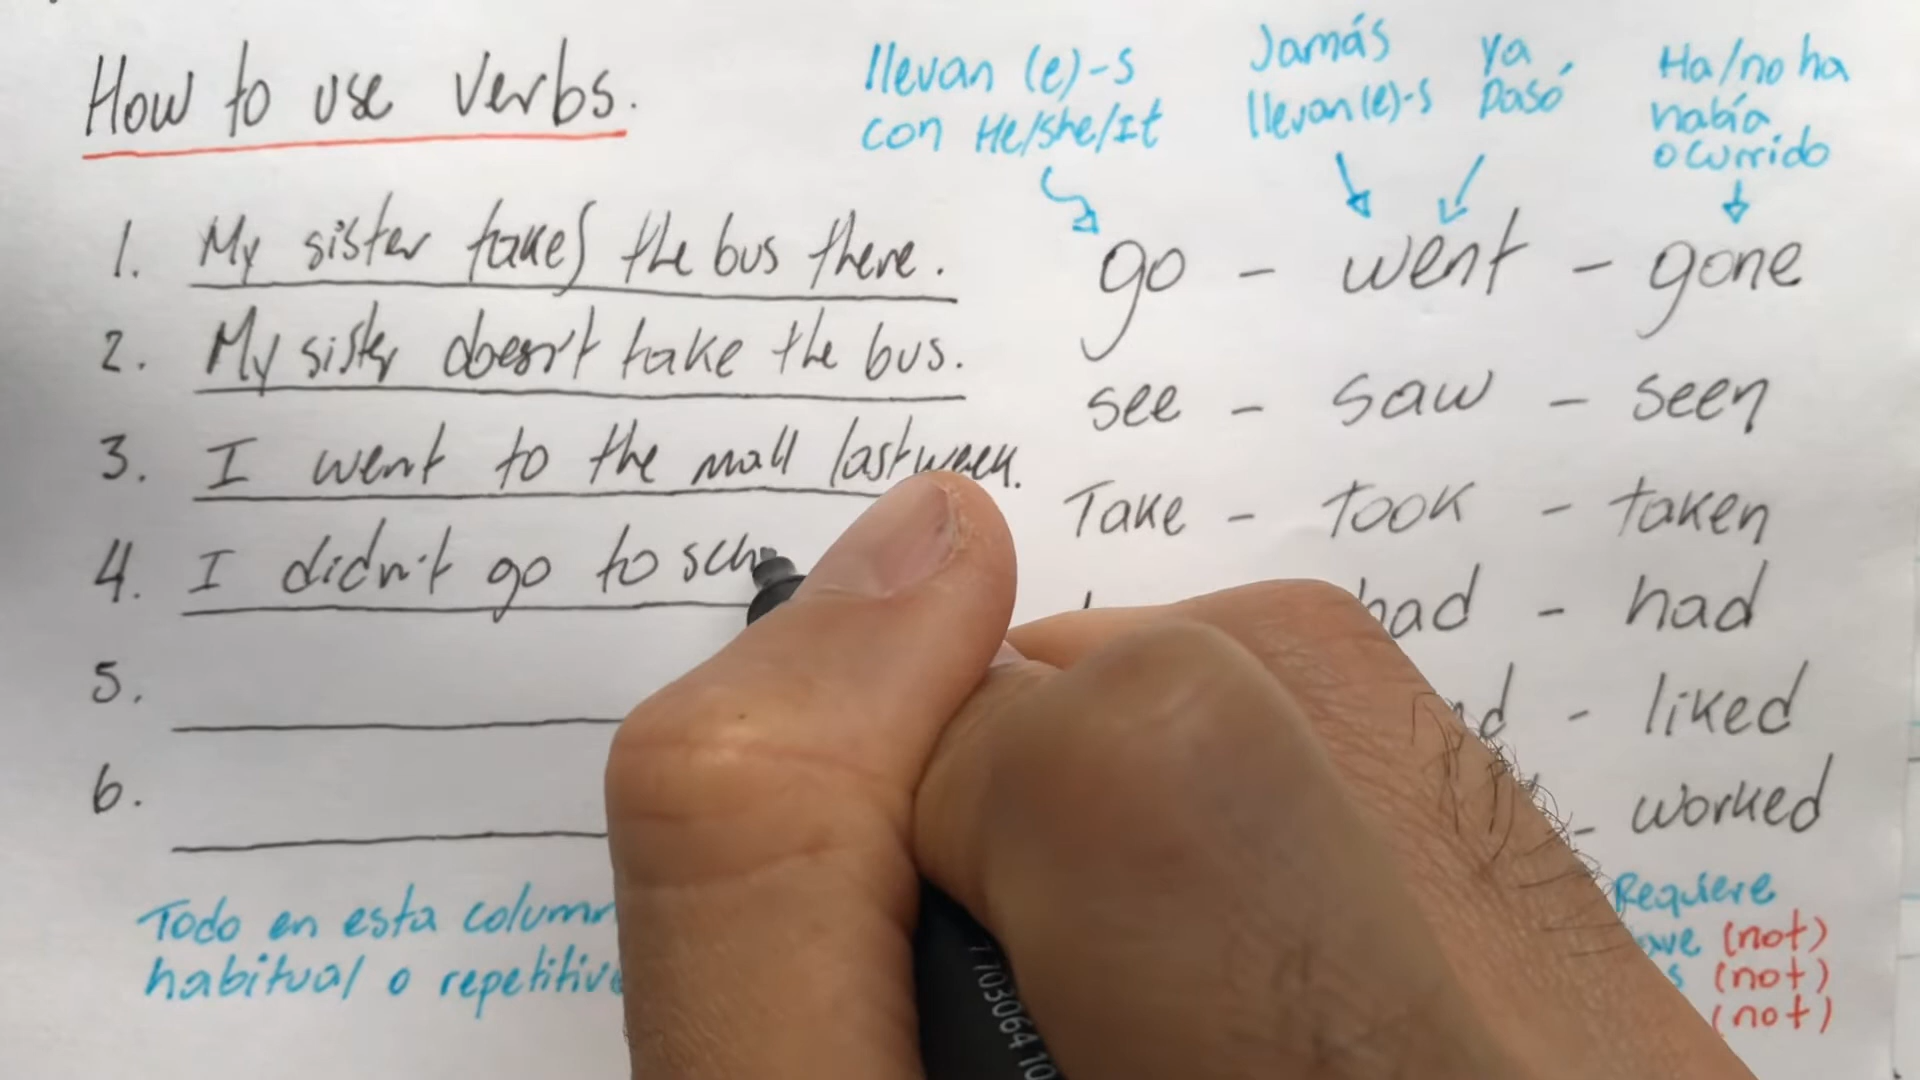 How to use verbs.
llevan (e)-s
con He/She/It
Jamás
llevan(e)-s
Ya
pasó
Ha/no ha
había
ocurrido
1. My sister takes the bus there.
2. My sister doesn't take the bus.
3. I went to the mall last week.
4. I didn't go to sch
5.
6.
go - went - gone
see - saw - seen
Take - took - taken
had - had
- liked
- worked
Todo en esta column
habitual o repetitiv
Requiere
(not)
s (not)
(not)
7703064 10